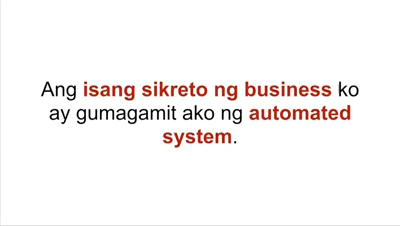 Ang isang sikreto ng business ko
ay gumagamit ako ng automated
system.